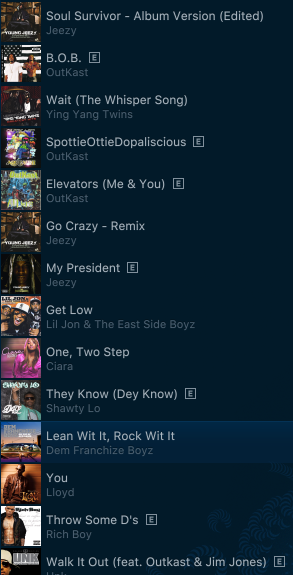 Soul Survivor - Album Version (Edited)
Jeezy
B.O.B. E
OutKast
Wait (The Whisper Song)
Ying Yang Twins
SpottieOttieDopaliscious E
OutKast
Elevators (Me & You) E
OutKast
Go Crazy - Remix
Jeezy
My President E
Jeezy
Get Low
Lil Jon & The East Side Boyz
One, Two Step
Ciara
They Know (Dey Know) E
Shawty Lo
Lean Wit It, Rock Wit It
Dem Franchize Boyz
You
Lloyd
Throw Some D's E
Rich Boy
Walk It Out (feat. Outkast & Jim Jones) E